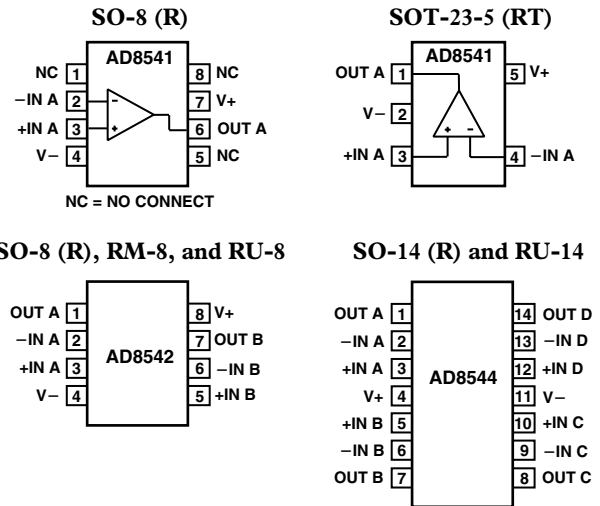 SO-8 (R)
AD8541
NC 1
8 NC
−IN A 2
7 V+
+IN A 3
6 OUT A
V− 4
5 NC
− +
NC = NO CONNECT
SOT-23-5 (RT)
AD8541
OUT A 1
5 V+
V− 2
+ −
+IN A 3
4 −IN A
SO-8 (R), RM-8, and RU-8
OUT A 1
8 V+
−IN A 2
7 OUT B
AD8542
+IN A 3
6 −IN B
V− 4
5 +IN B
SO-14 (R) and RU-14
OUT A 1
14 OUT D
−IN A 2
13 −IN D
+IN A 3
12 +IN D
AD8544
V+ 4
11 V−
+IN B 5
10 +IN C
−IN B 6
9 −IN C
OUT B 7
8 OUT C